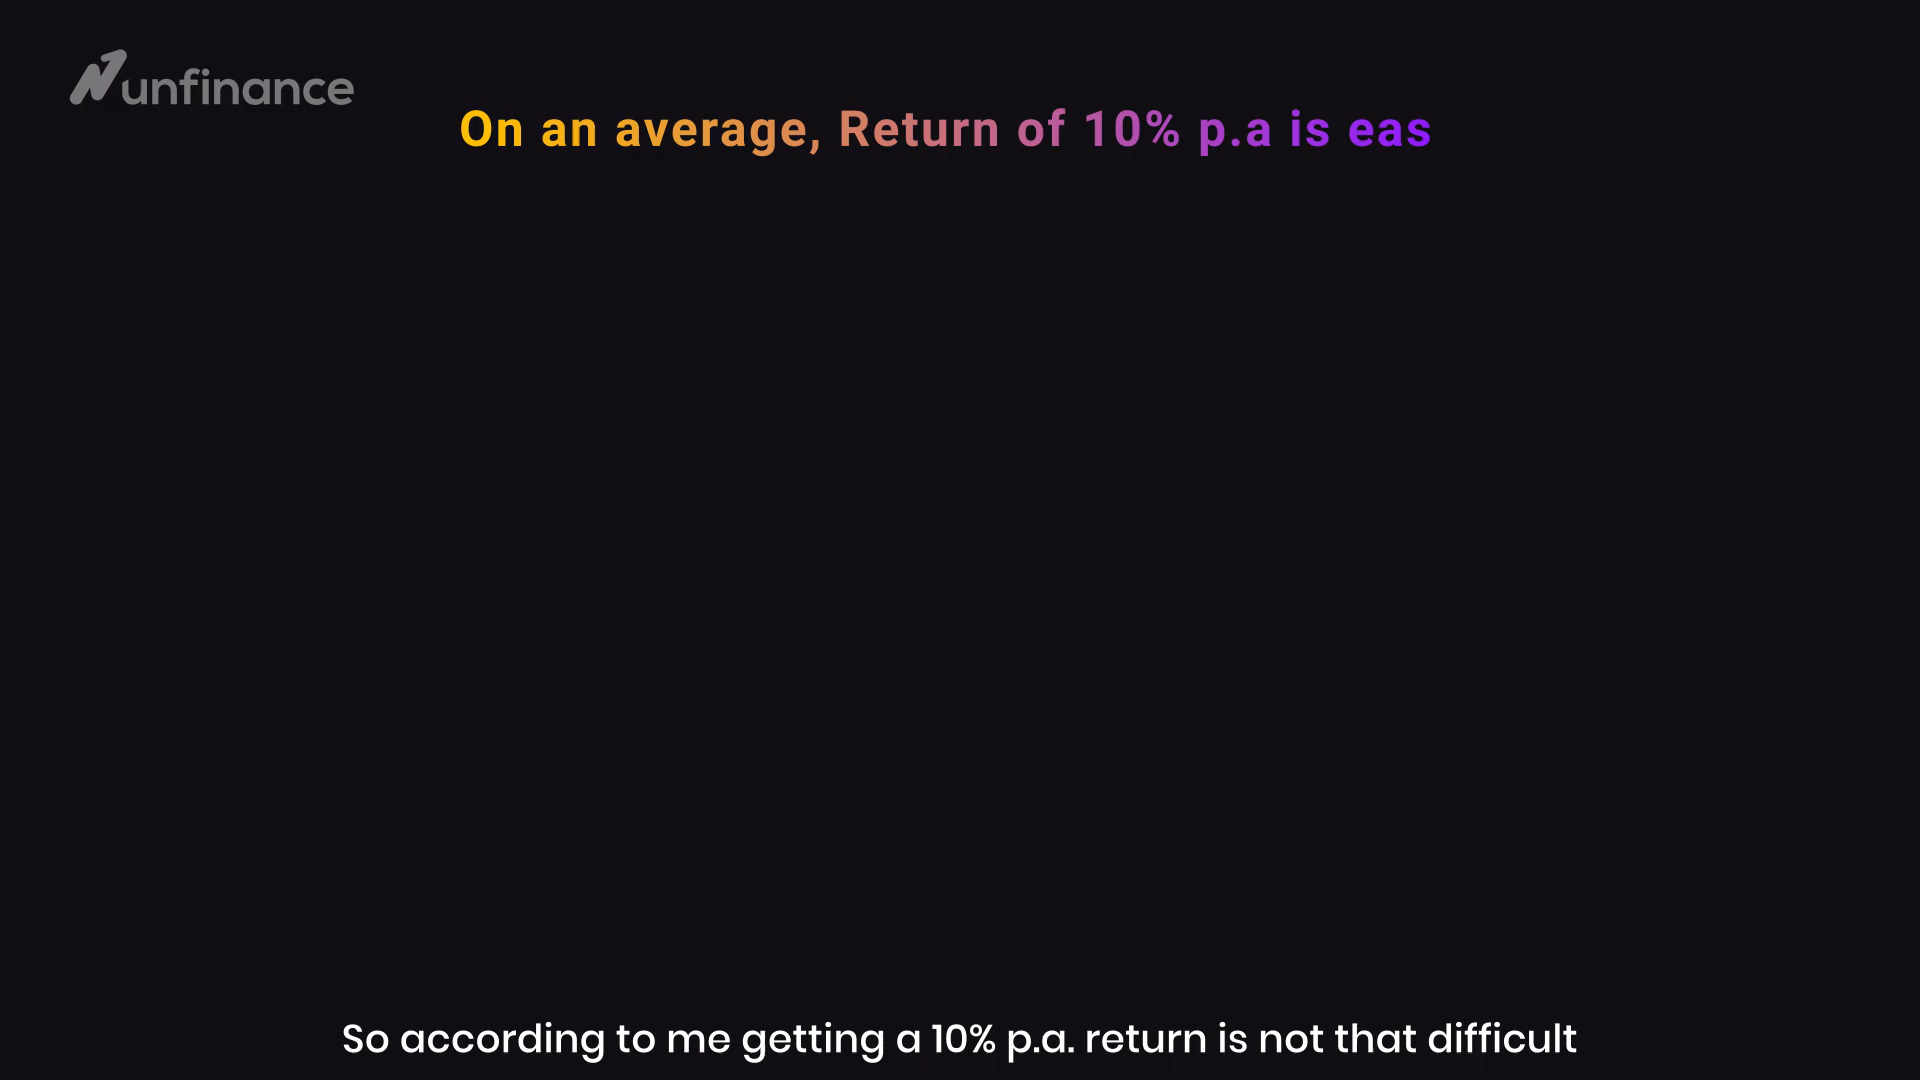 unfinance
On an average, Return of 10% p.a is eas
So according to me getting a 10% p.a. return is not that difficult